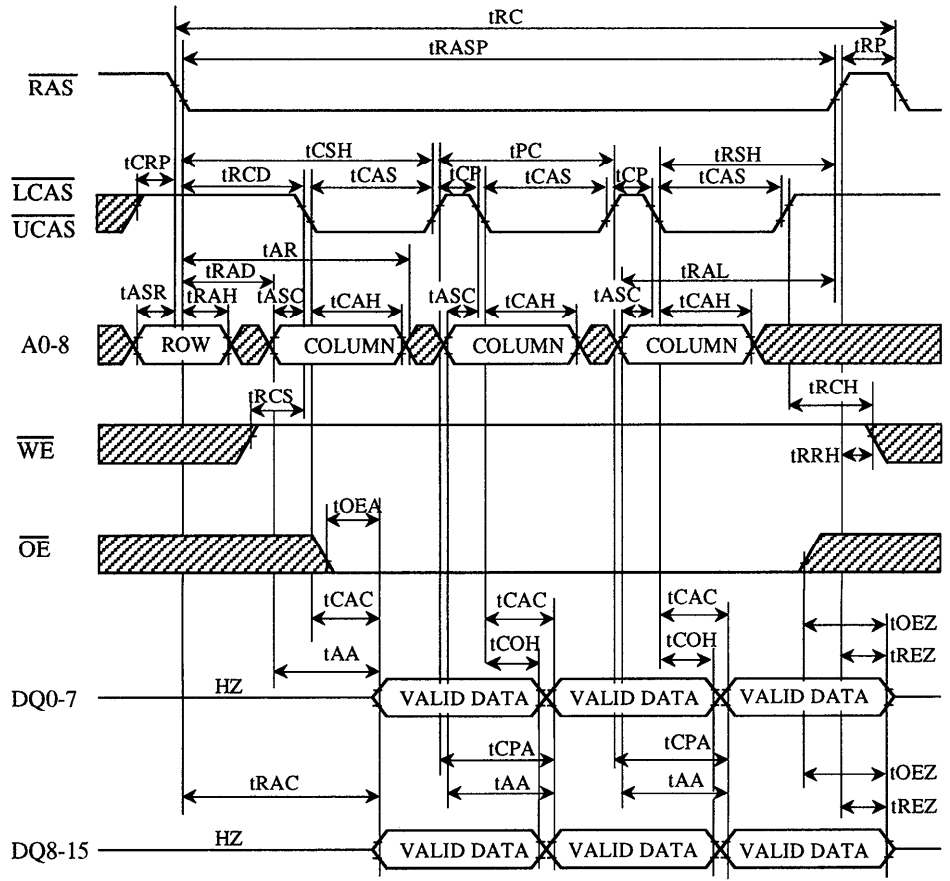 tRC
tRASP
tRP
RAS
tCRP
tCSH
tPC
tRSH
tRCD
tCAS
tCP
tCAS
tCP
tCAS
LCAS
UCAS
tAR
tRAD
tRAL
tASR
tRAH
tASC
tCAH
tASC
tCAH
tASC
tCAH
A0-8
ROW
COLUMN
COLUMN
COLUMN
tRCS
tRCH
WE
tRRH
tOEA
OE
tCAC
tCAC
tCAC
tOEZ
tAA
tCOH
tCOH
tREZ
DQ0-7
HZ
VALID DATA
VALID DATA
VALID DATA
tCPA
tCPA
tOEZ
tRAC
tAA
tAA
tREZ
DQ8-15
HZ
VALID DATA
VALID DATA
VALID DATA